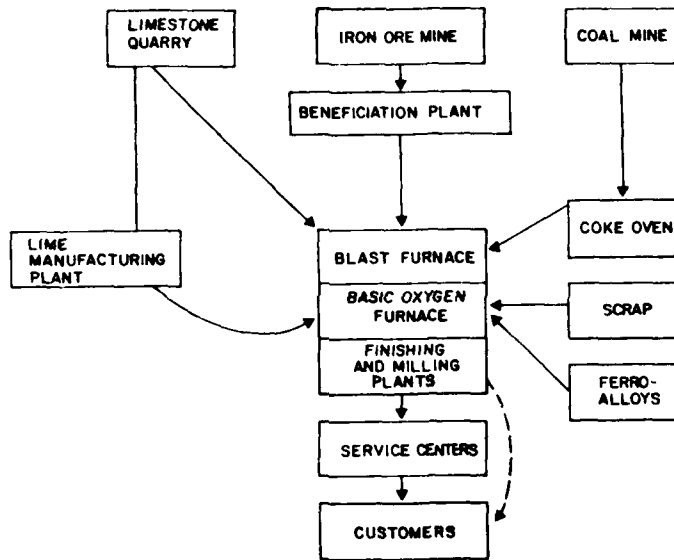 LIMESTONE
QUARRY
IRON ORE MINE
COAL MINE
BENEFICIATION PLANT
LIME
MANUFACTURING
PLANT
BLAST FURNACE
COKE OVEN
BASIC OXYGEN
FURNACE
SCRAP
FINISHING
AND MILLING
PLANTS
FERRO-
ALLOYS
SERVICE CENTERS
CUSTOMERS